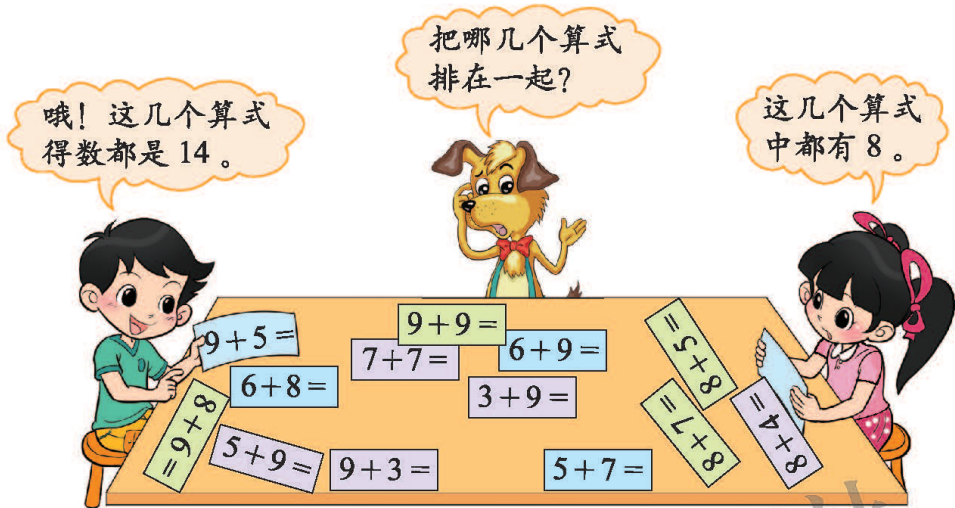 把哪几个算式
排在一起?
哦! 这几个算式
得数都是 14 。
这几个算式
中都有 8 。
9+5=
9+9=
7+7=
6+9=
8+5=
6+8=
3+9=
8+6=
5+9=
9+3=
5+7=
8+7=
8+4=